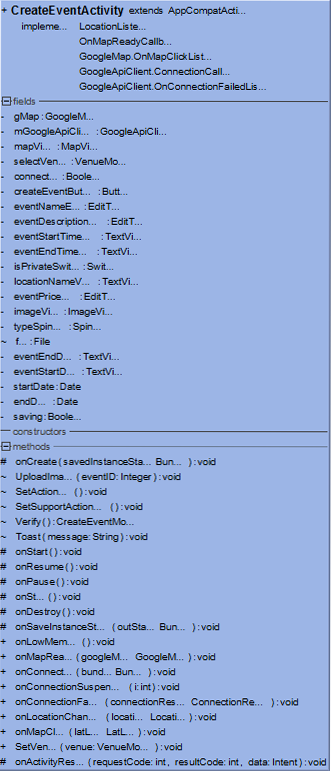 + CreateEventActivity extends AppCompatActi...
impleme... LocationListe...
OnMapReadyCallb...
GoogleMap.OnMapClickList...
GoogleApiClient.ConnectionCall...
GoogleApiClient.OnConnectionFailedLis...
fields
- gMap:GoogleM...
- mGoogleApiCli... :GoogleApiCli...
- mapVi... :MapVi...
- selectVen... :VenueMo...
- connect... :Boole...
- createEventBut... :Butt...
- eventNameE... :EditT...
- eventDescription... :EditT...
- eventStartTime... :TextVi...
- eventEndTime... :TextVi...
- isPrivateSwit... :Swit...
- locationNameV... :TextVi...
- eventPrice... :EditT...
- imageVi... :ImageVi...
- typeSpin... :Spin...
~ f... :File
- eventEndD... :TextVi...
- eventStartD... :TextVi...
- startDate:Date
- endD... :Date
- saving:Boole...
constructors
methods
# onCreate(savedInstanceSta... Bun... ):void
~ UploadIma... (eventID:Integer):void
~ SetAction... ():void
~ SetSupportAction... ():void
~ Verify():CreateEventMo...
~ Toast(message:String):void
# onStart():void
# onResume():void
# onPause():void
# onSt... ():void
# onDestroy():void
# onSaveInstanceSt... (outSta... Bun... ):void
+ onLowMem... ():void
+ onMapRea... (googleM... GoogleM... ):void
+ onConnect... (bund... Bun... ):void
+ onConnectionSuspen... (i:int):void
+ onConnectionFa... (connectionRes... ConnectionRe... ):void
+ onLocationChan... (locati... Locati... ):void
+ onMapCl... (latL... LatL... ):void
+ SetVen... (venue:VenueMo... ):void
# onActivityRes... (requestCode:int, resultCode:int, data:Intent):void